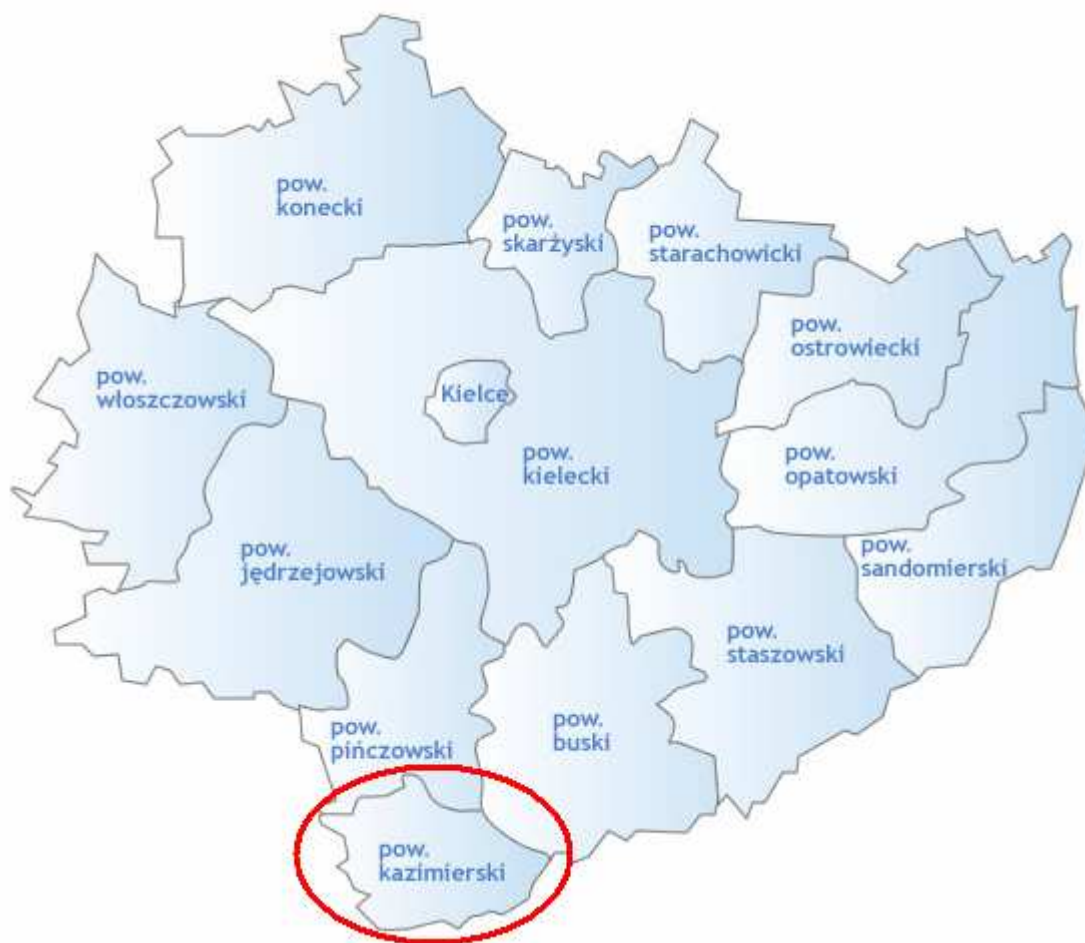 pow.
konecki
pow.
skarżyski
pow.
starachowicki
pow.
ostrowiecki
pow.
włoszczowski
Kielce
pow.
kielecki
pow.
opatowski
pow.
jędrzejowski
pow.
sandomierski
pow.
staszowski
pow.
pińczowski
pow.
buski
pow.
kazimierski